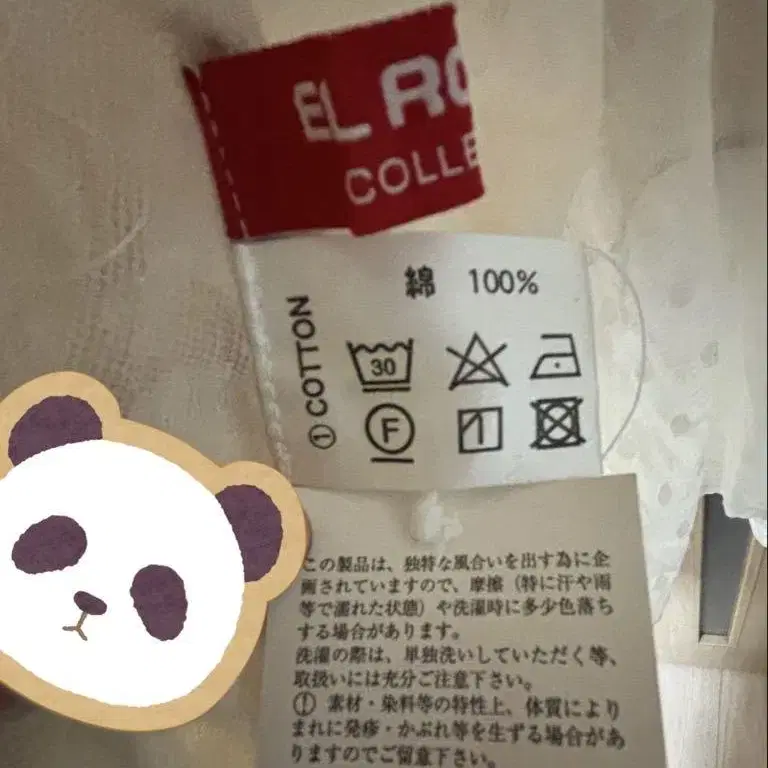 EL RO
COLLE
綿 100%
① COTTON
30
F
この製品は、独特な風合いを出す為に企
画されていますので、摩擦（特に汗や雨
等で濡れた状態）や洗濯時に多少色落ち
する場合があります。
洗濯の際は、単独洗いしていただく等、
取扱いには充分ご注意下さい。
① 素材・染料等の特性上、体質により
まれに発疹・かぶれ等を生ずる場合があ
りますのでご留意下さい。